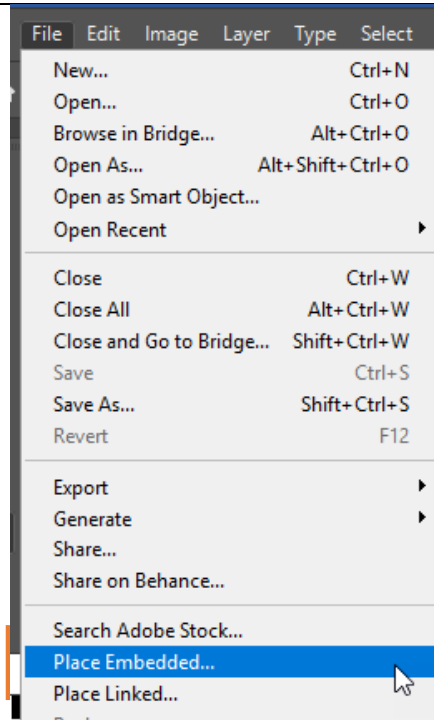 File Edit Image Layer Type Select
New... Ctrl+N
Open... Ctrl+O
Browse in Bridge... Alt+Ctrl+O
Open As... Alt+Shift+Ctrl+O
Open as Smart Object...
Open Recent
Close Ctrl+W
Close All Alt+Ctrl+W
Close and Go to Bridge... Shift+Ctrl+W
Save Ctrl+S
Save As... Shift+Ctrl+S
Revert F12
Export
Generate
Share...
Share on Behance...
Search Adobe Stock...
Place Embedded...
Place Linked...